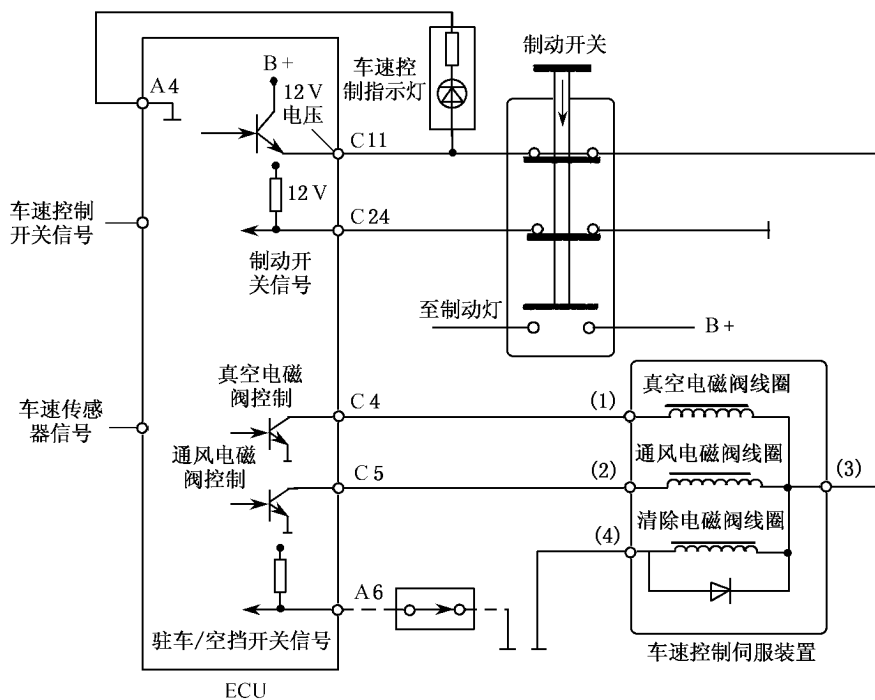 制动开关
A4
B+
12V
电压
车速控
制指示灯
C11
12V
车速控制
开关信号
C24
制动开
关信号
至制动灯
B+
真空电磁
阀控制
C4
(1)
真空电磁阀线圈
车速传感
器信号
通风电磁
阀控制
C5
(2)
通风电磁阀线圈
(3)
清除电磁阀线圈
(4)
A6
驻车/空挡开关信号
车速控制伺服装置
ECU